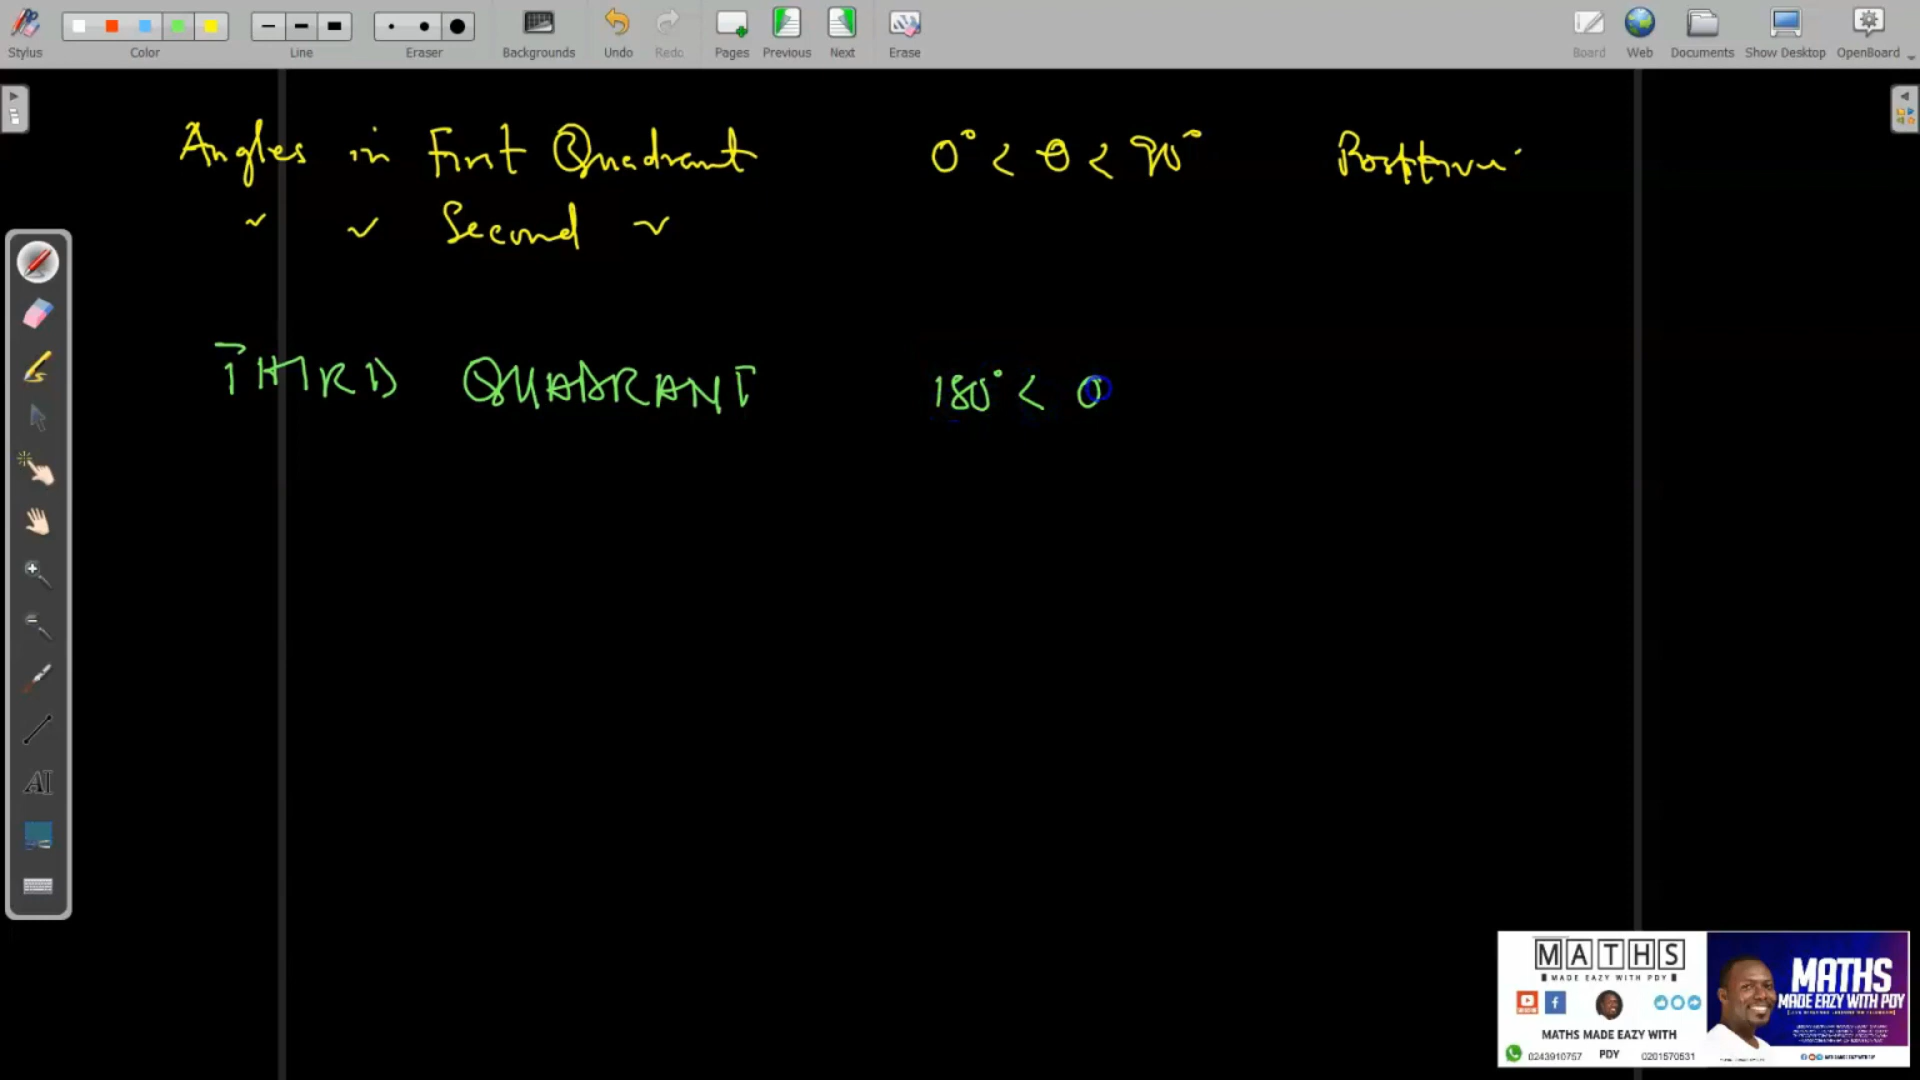 Stylus Color Line Eraser Backgrounds Undo Redo Pages Previous Next Erase Board Web Documents Show Desktop OpenBoard
Angles in First Quadrant 0° < θ < 90° Positive
" " Second "
THIRD QUADRANT 180° < θ
AI
MATHS
MADE EAZY WITH PDY
MATHS MADE EAZY WITH
PDY
0243910757 0201570531
MATHS
MADE EAZY WITH PDY